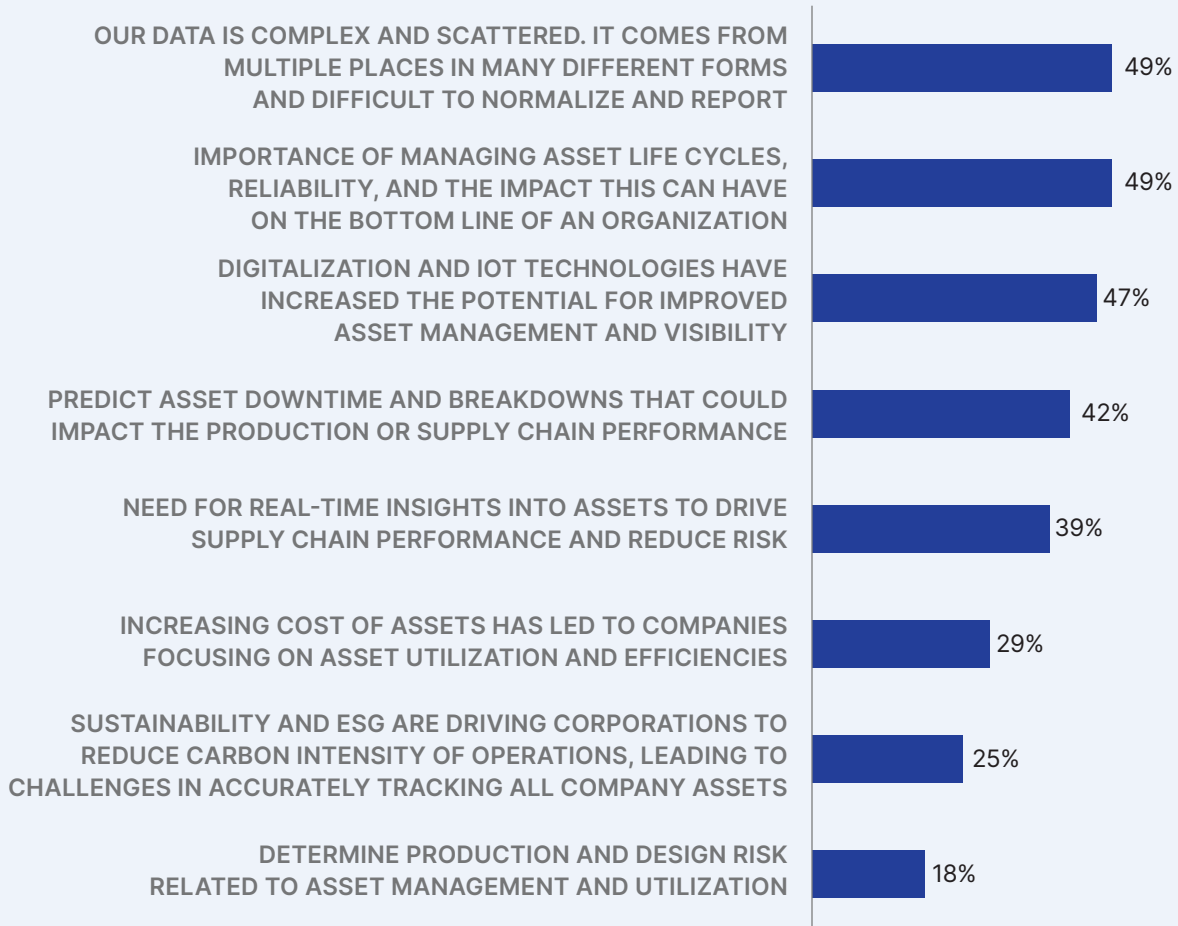 OUR DATA IS COMPLEX AND SCATTERED. IT COMES FROM
MULTIPLE PLACES IN MANY DIFFERENT FORMS
AND DIFFICULT TO NORMALIZE AND REPORT
49%
IMPORTANCE OF MANAGING ASSET LIFE CYCLES,
RELIABILITY, AND THE IMPACT THIS CAN HAVE
ON THE BOTTOM LINE OF AN ORGANIZATION
49%
DIGITALIZATION AND IOT TECHNOLOGIES HAVE
INCREASED THE POTENTIAL FOR IMPROVED
ASSET MANAGEMENT AND VISIBILITY
47%
PREDICT ASSET DOWNTIME AND BREAKDOWNS THAT COULD
IMPACT THE PRODUCTION OR SUPPLY CHAIN PERFORMANCE
42%
NEED FOR REAL-TIME INSIGHTS INTO ASSETS TO DRIVE
SUPPLY CHAIN PERFORMANCE AND REDUCE RISK
39%
INCREASING COST OF ASSETS HAS LED TO COMPANIES
FOCUSING ON ASSET UTILIZATION AND EFFICIENCIES
29%
SUSTAINABILITY AND ESG ARE DRIVING CORPORATIONS TO
REDUCE CARBON INTENSITY OF OPERATIONS, LEADING TO
CHALLENGES IN ACCURATELY TRACKING ALL COMPANY ASSETS
25%
DETERMINE PRODUCTION AND DESIGN RISK
RELATED TO ASSET MANAGEMENT AND UTILIZATION
18%